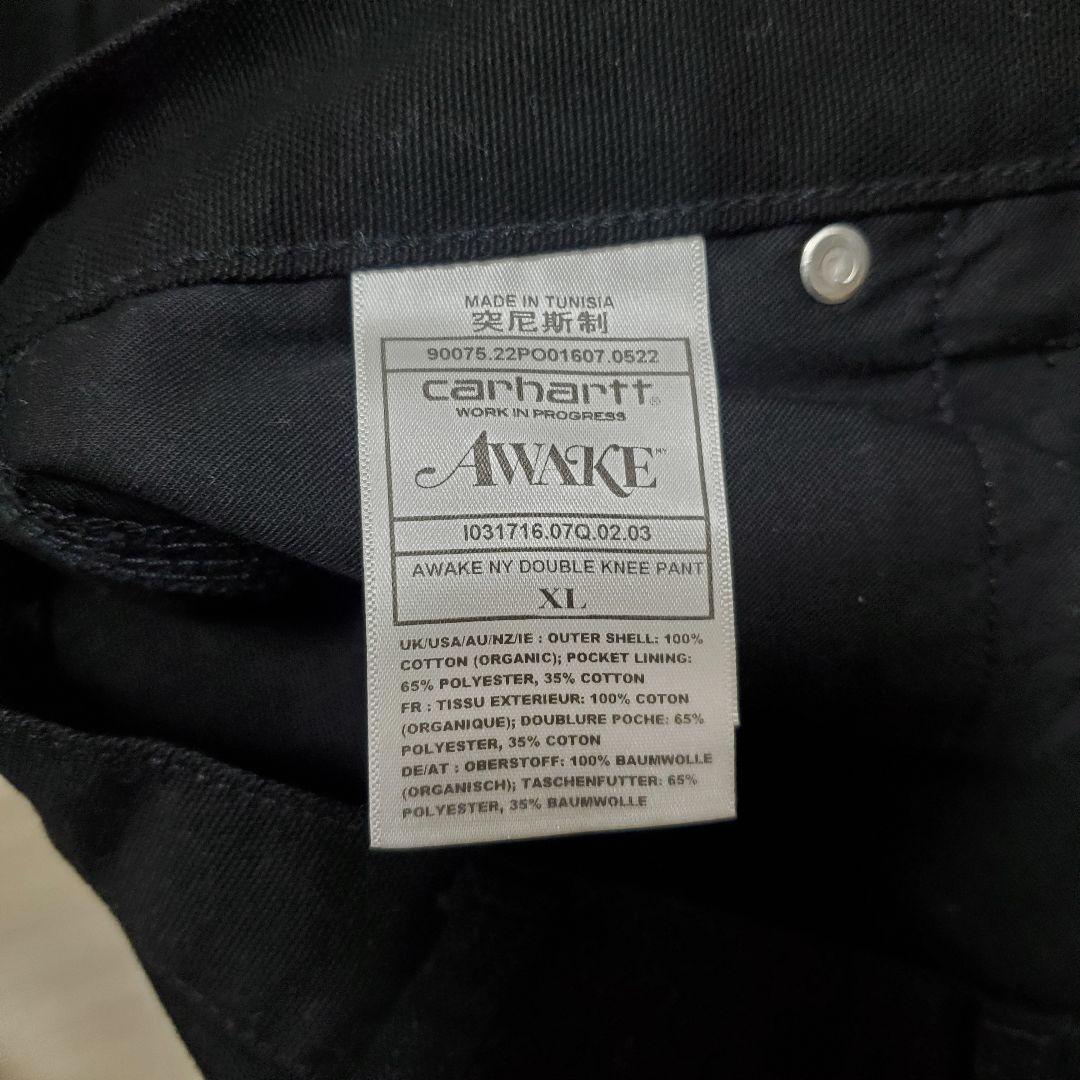 MADE IN TUNISIA
突尼斯制
90075.22PO01607.0522
carhartt®
WORK IN PROGRESS
AWAKE NY
I031716.07Q.02.03
AWAKE NY DOUBLE KNEE PANT
XL
UK/USA/AU/NZ/IE : OUTER SHELL: 100%
COTTON (ORGANIC); POCKET LINING:
65% POLYESTER, 35% COTTON
FR : TISSU EXTERIEUR: 100% COTON
(ORGANIQUE); DOUBLURE POCHE: 65%
POLYESTER, 35% COTON
DE/AT : OBERSTOFF: 100% BAUMWOLLE
(ORGANISCH); TASCHENFUTTER: 65%
POLYESTER, 35% BAUMWOLLE